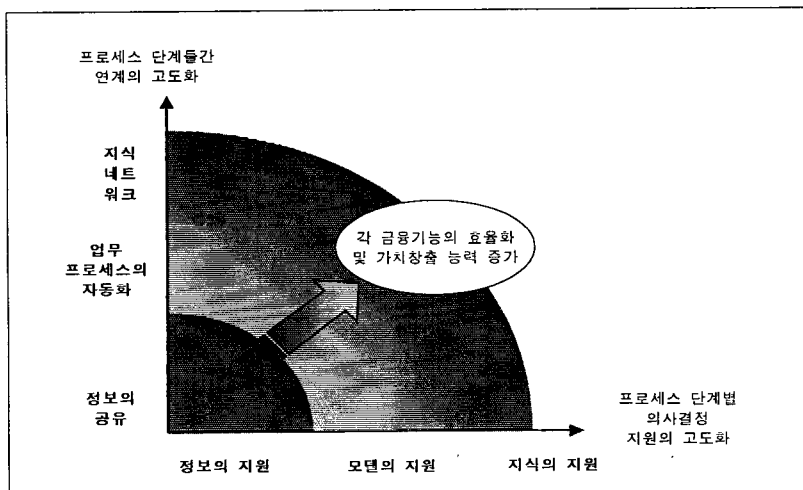 프로세스 단계들간
연계의 고도화
지식
네트
워크
각 금융기능의 효율화
및 가치창출 능력 증가
업무
프로세스의
자동화
정보의
공유
프로세스 단계별
의사결정
지원의 고도화
정보의 지원
모덴의 지원
지식의 지원